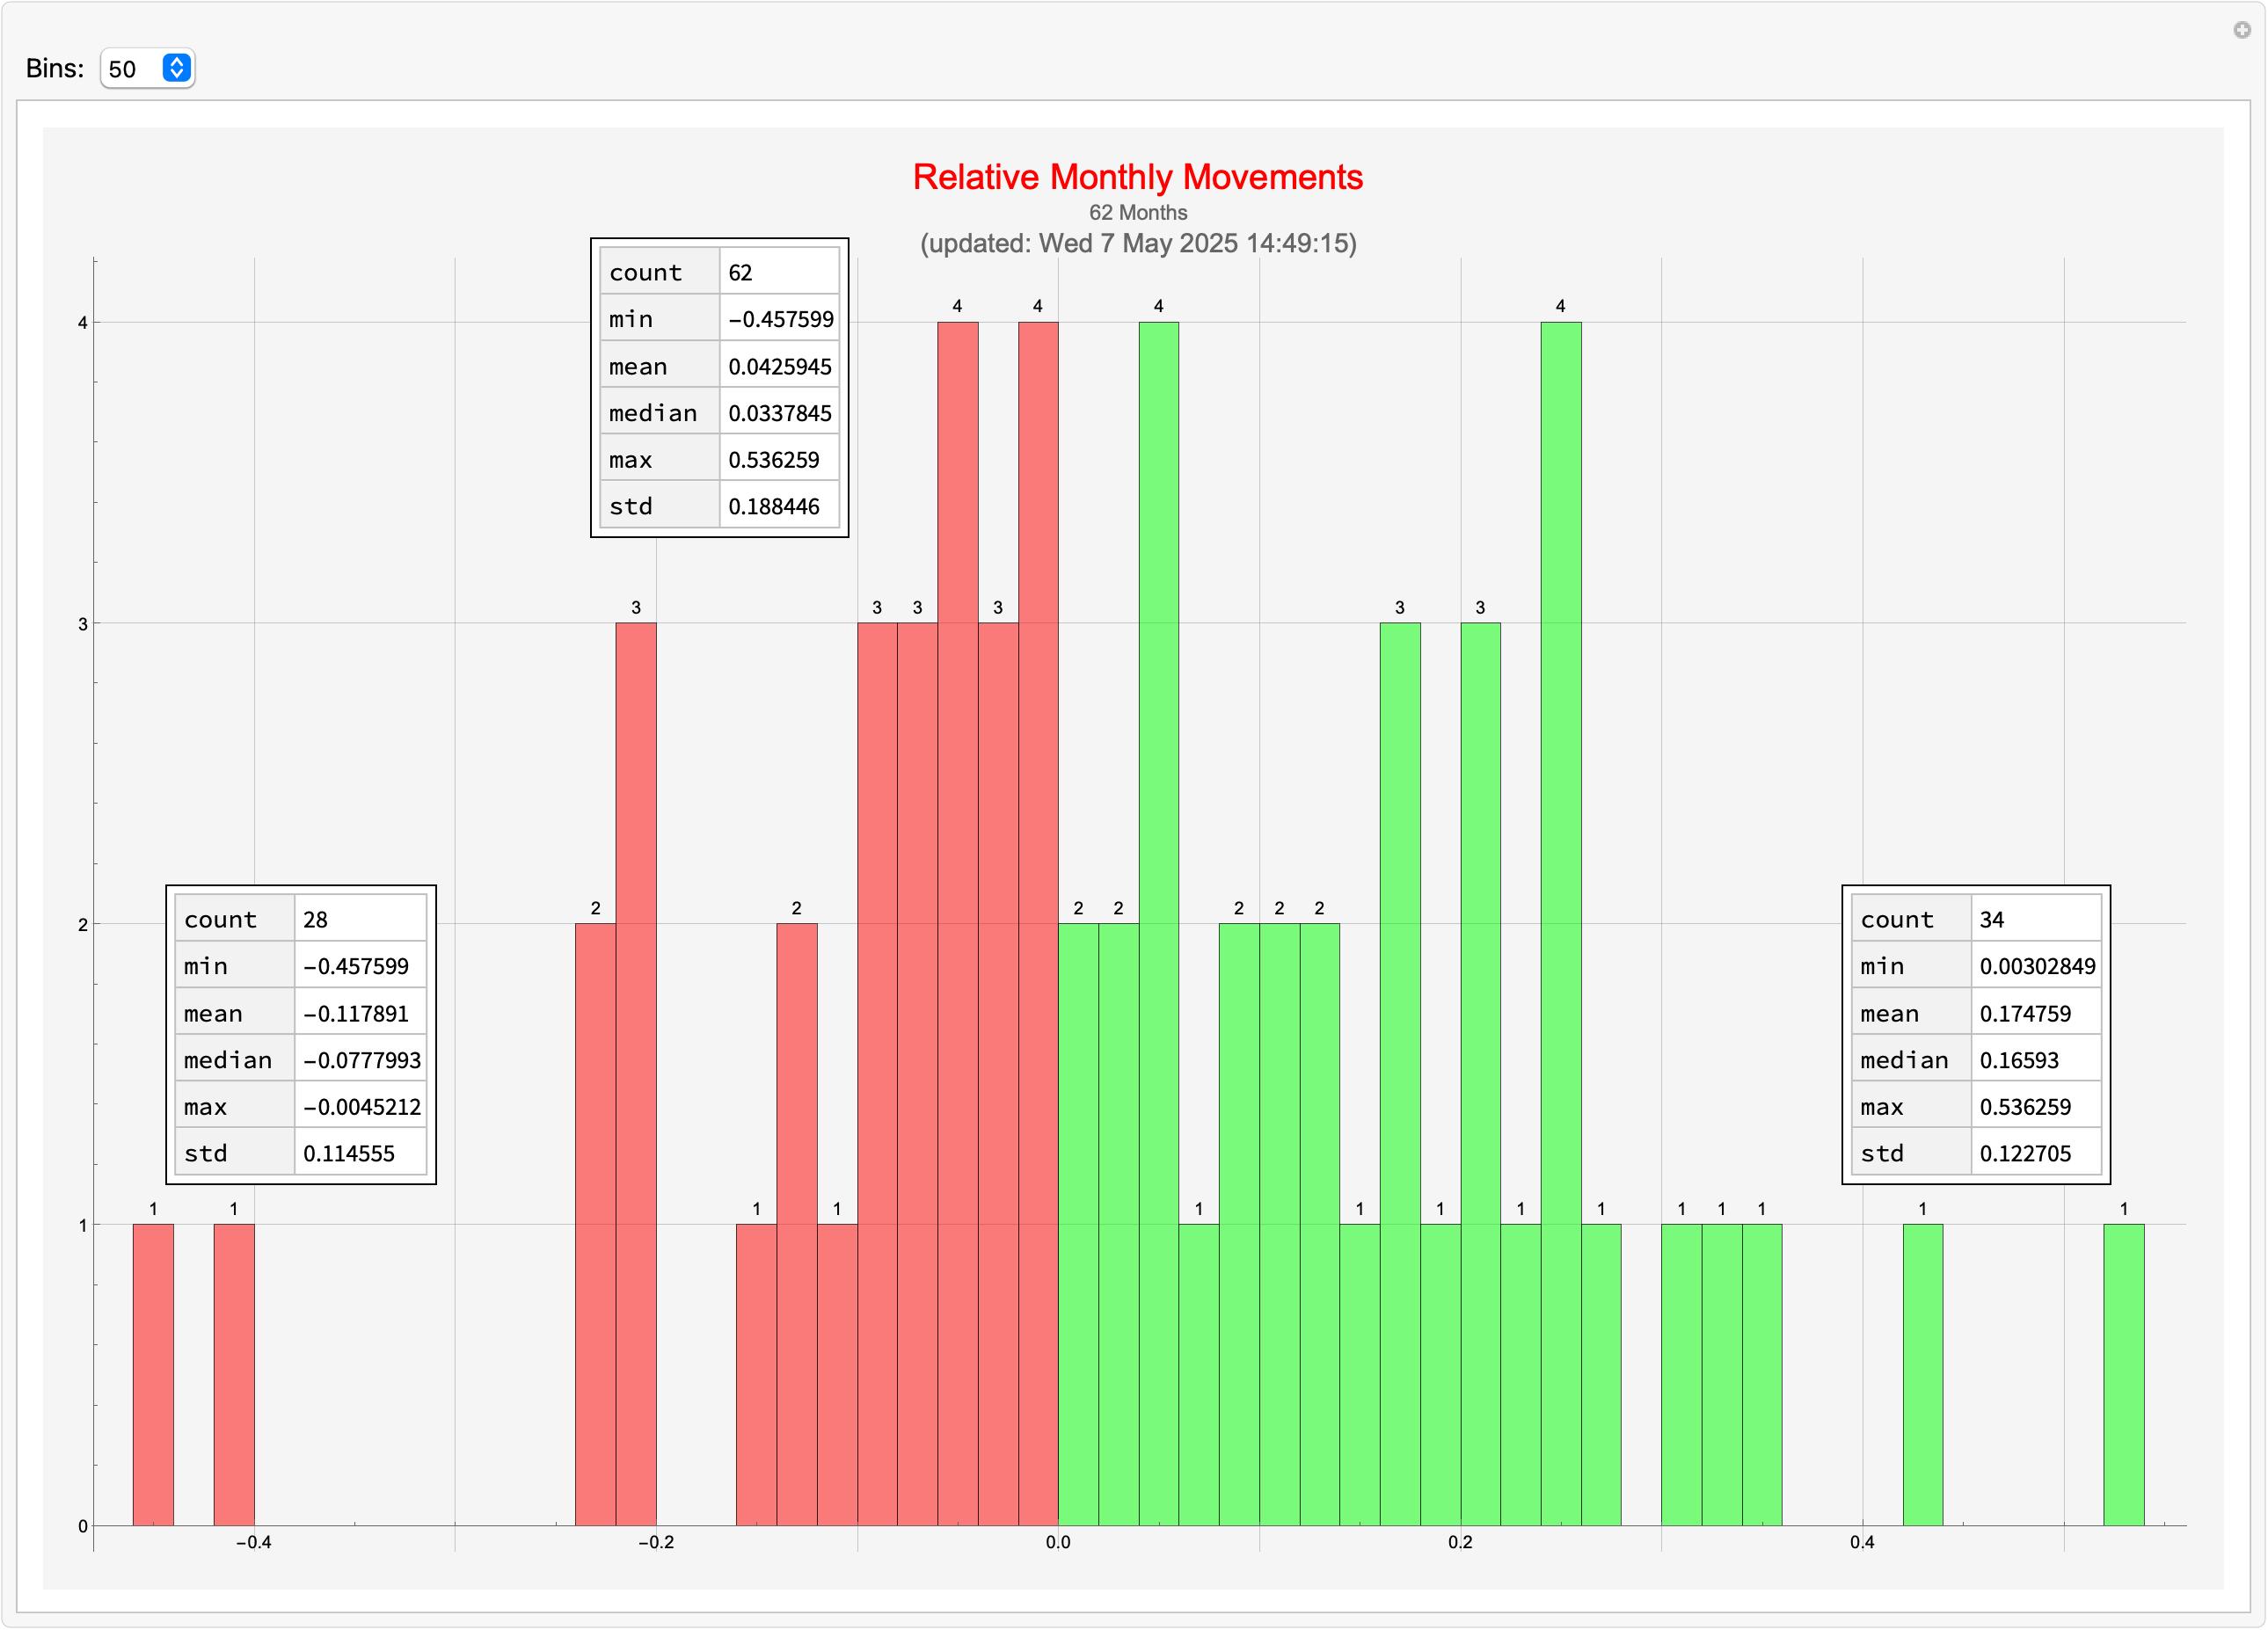 Bins: 50
Relative Monthly Movements
62 Months
(updated: Wed 7 May 2025 14:49:15)
count 62
min −0.457599
mean 0.0425945
median 0.0337845
max 0.536259
std 0.188446
4 4 4 4
4
3 3 3 3 3 3
3
count 28
min −0.457599
mean −0.117891
median −0.0777993
max −0.0045212
std 0.114555
2 2 2 2 2 2 2
2
count 34
min 0.00302849
mean 0.174759
median 0.16593
max 0.536259
std 0.122705
1 1 1 1 1 1 1 1 1 1 1 1 1 1
1
0
−0.4 −0.2 0.0 0.2 0.4